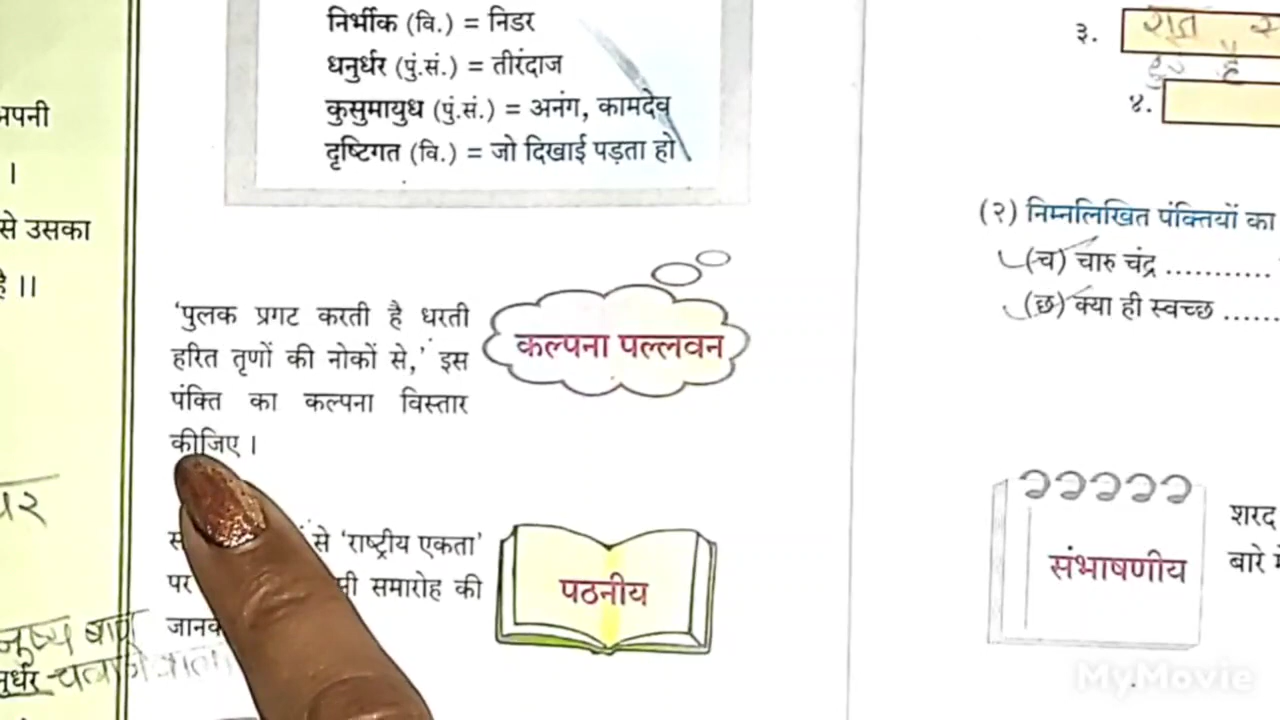 निर्भीक (वि.) = निडर
धनुर्धर (पुं.सं.) = तीरंदाज
कुसुमायुध (पुं.सं.) = अनंग, कामदेव
दृष्टिगत (वि.) = जो दिखाई पड़ता हो
अपनी
।
से उसका
है ।।
'पुलक प्रगट करती है धरती
हरित तृणों की नोकों से,' इस
पंक्ति का कल्पना विस्तार
कीजिए ।
कल्पना पल्लवन
से 'राष्ट्रीय एकता'
पर
समारोह की
पठनीय
३.
४.
(२) निम्नलिखित पंक्तियों का
(च) चारु चंद्र ...........
(छ) क्या ही स्वच्छ ......
संभाषणीय
शरद
बारे
MyMovie